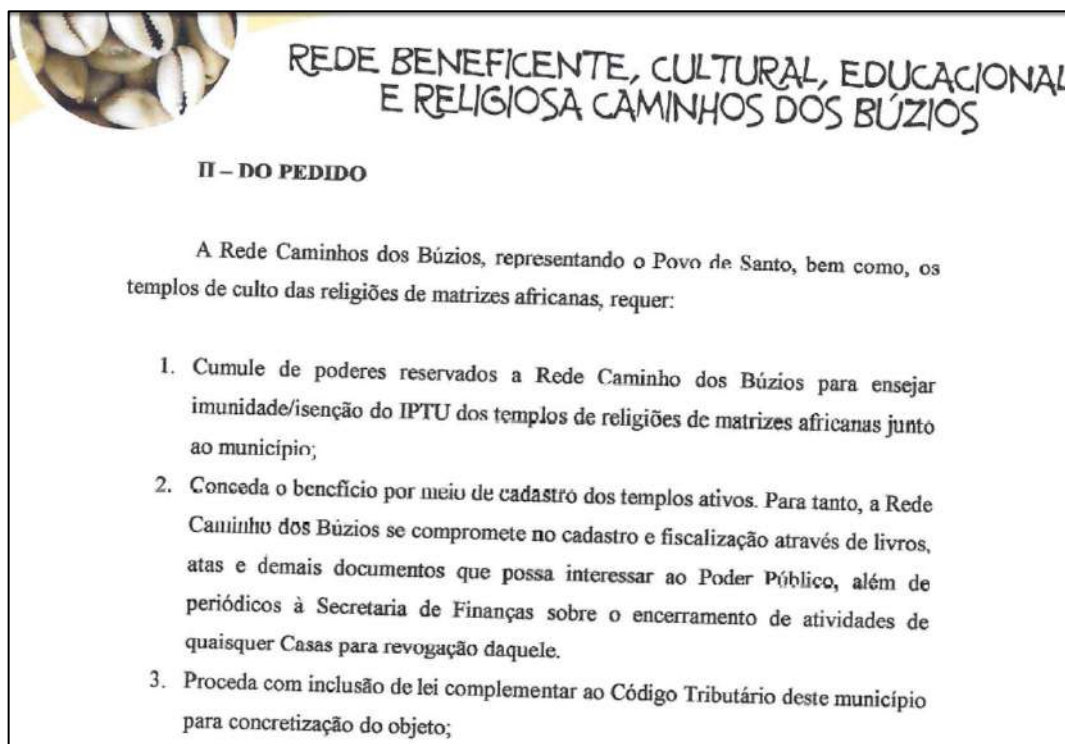 REDE BENEFICENTE, CULTURAL, EDUCACIONAL
E RELIGIOSA CAMINHOS DOS BÚZIOS
II – DO PEDIDO
A Rede Caminhos dos Búzios, representando o Povo de Santo, bem como, os
templos de culto das religiões de matrizes africanas, requer:
1. Cumule de poderes reservados a Rede Caminho dos Búzios para ensejar
imunidade/isenção do IPTU dos templos de religiões de matrizes africanas junto
ao município;
2. Conceda o benefício por meio de cadastro dos templos ativos. Para tanto, a Rede
Caminho dos Búzios se compromete no cadastro e fiscalização através de livros,
atas e demais documentos que possa interessar ao Poder Público, além de
periódicos à Secretaria de Finanças sobre o encerramento de atividades de
quaisquer Casas para revogação daquele.
3. Proceda com inclusão de lei complementar ao Código Tributário deste município
para concretização do objeto;